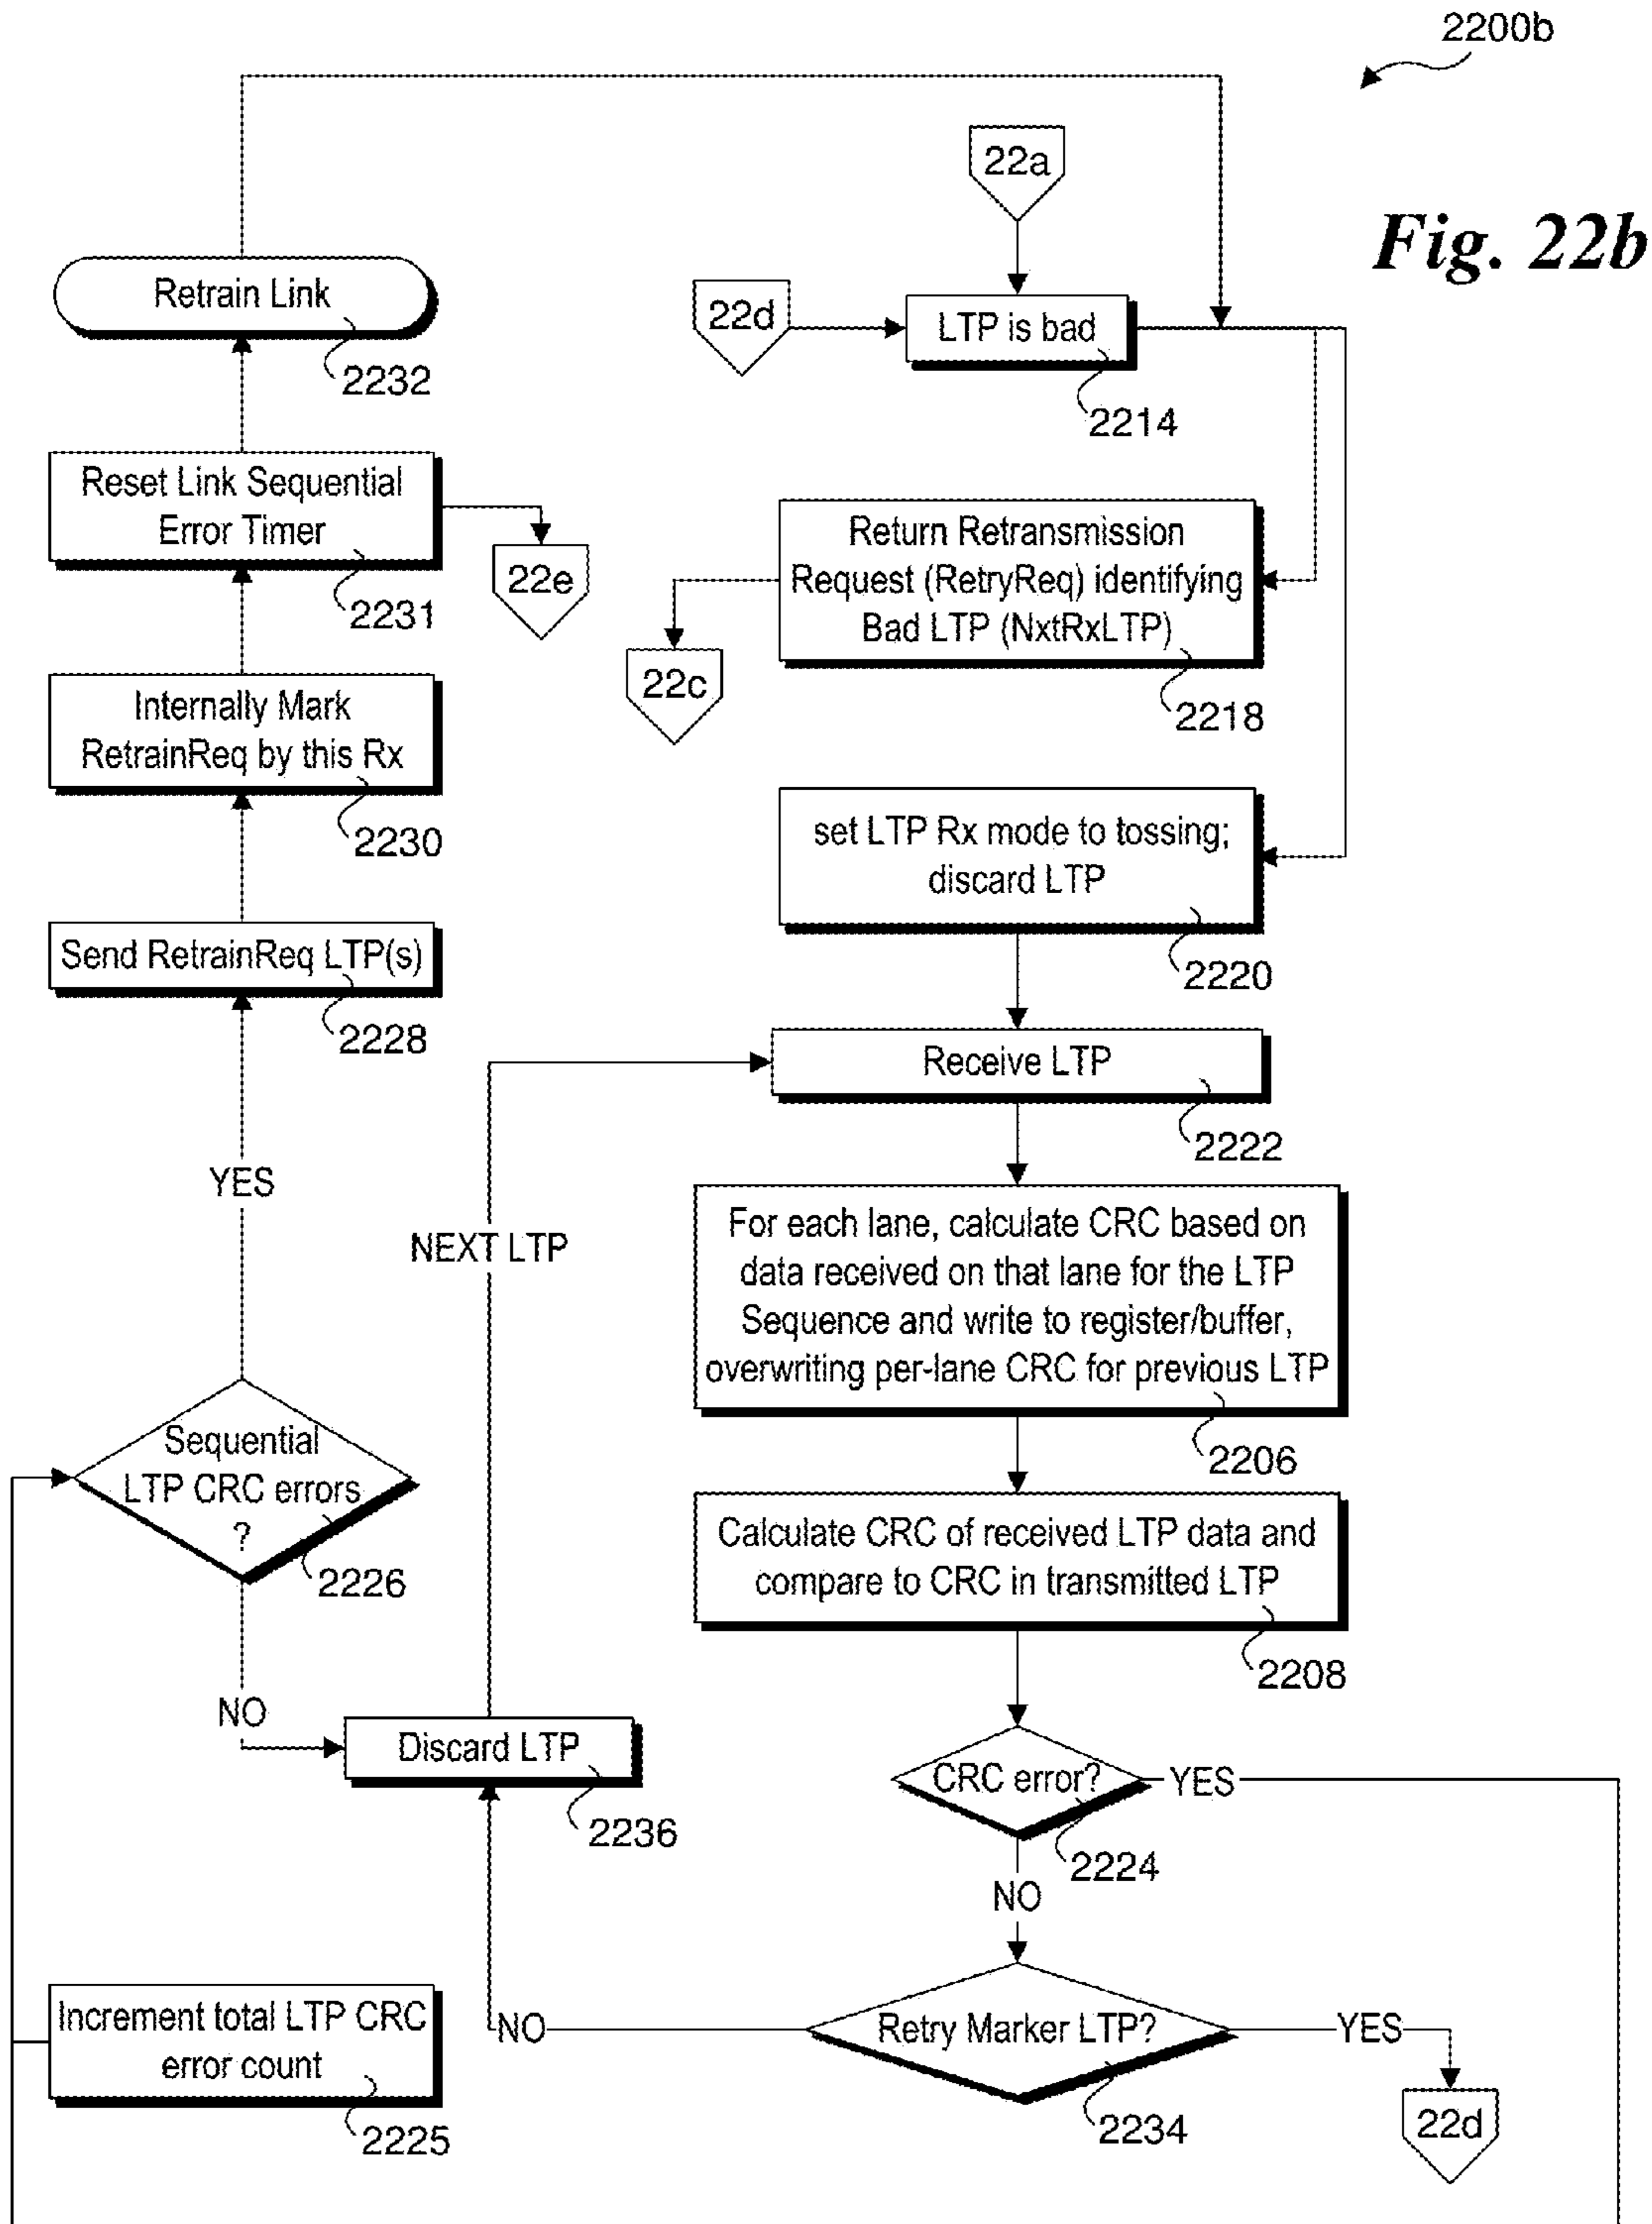 2200b
22a
Fig. 22b
Retrain Link
2232
22d
LTP is bad
2214
Reset Link Sequential
Error Timer
2231
22e
Return Retransmission
Request (RetryReq) identifying
Bad LTP (NxtRxLTP)
2218
22c
Internally Mark
RetrainReq by this Rx
2230
set LTP Rx mode to tossing;
discard LTP
2220
Send RetrainReq LTP(s)
2228
Receive LTP
2222
YES
NEXT LTP
For each lane, calculate CRC based on
data received on that lane for the LTP
Sequence and write to register/buffer,
overwriting per-lane CRC for previous LTP
2206
Sequential
LTP CRC errors
?
2226
Calculate CRC of received LTP data and
compare to CRC in transmitted LTP
2208
NO
Discard LTP
2236
CRC error?
YES
2224
NO
Increment total LTP CRC
error count
2225
NO
Retry Marker LTP?
YES
2234
22d